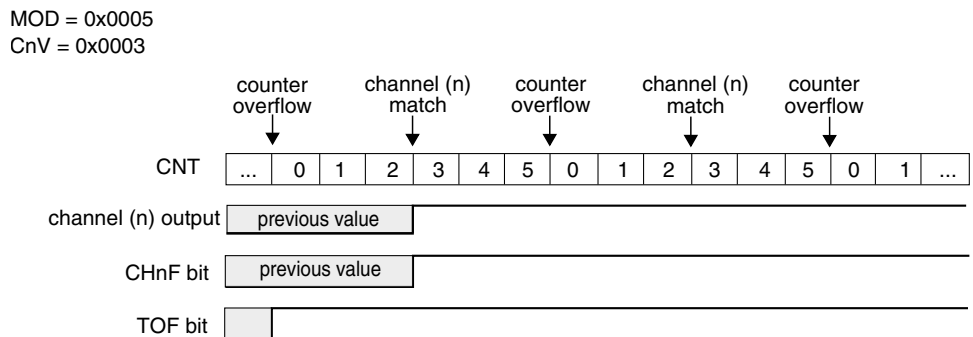 MOD = 0x0005
CnV = 0x0003
counter overflow
channel (n) match
counter overflow
channel (n) match
counter overflow
CNT ... 0 1 2 3 4 5 0 1 2 3 4 5 0 1 ...
channel (n) output previous value
CHnF bit previous value
TOF bit